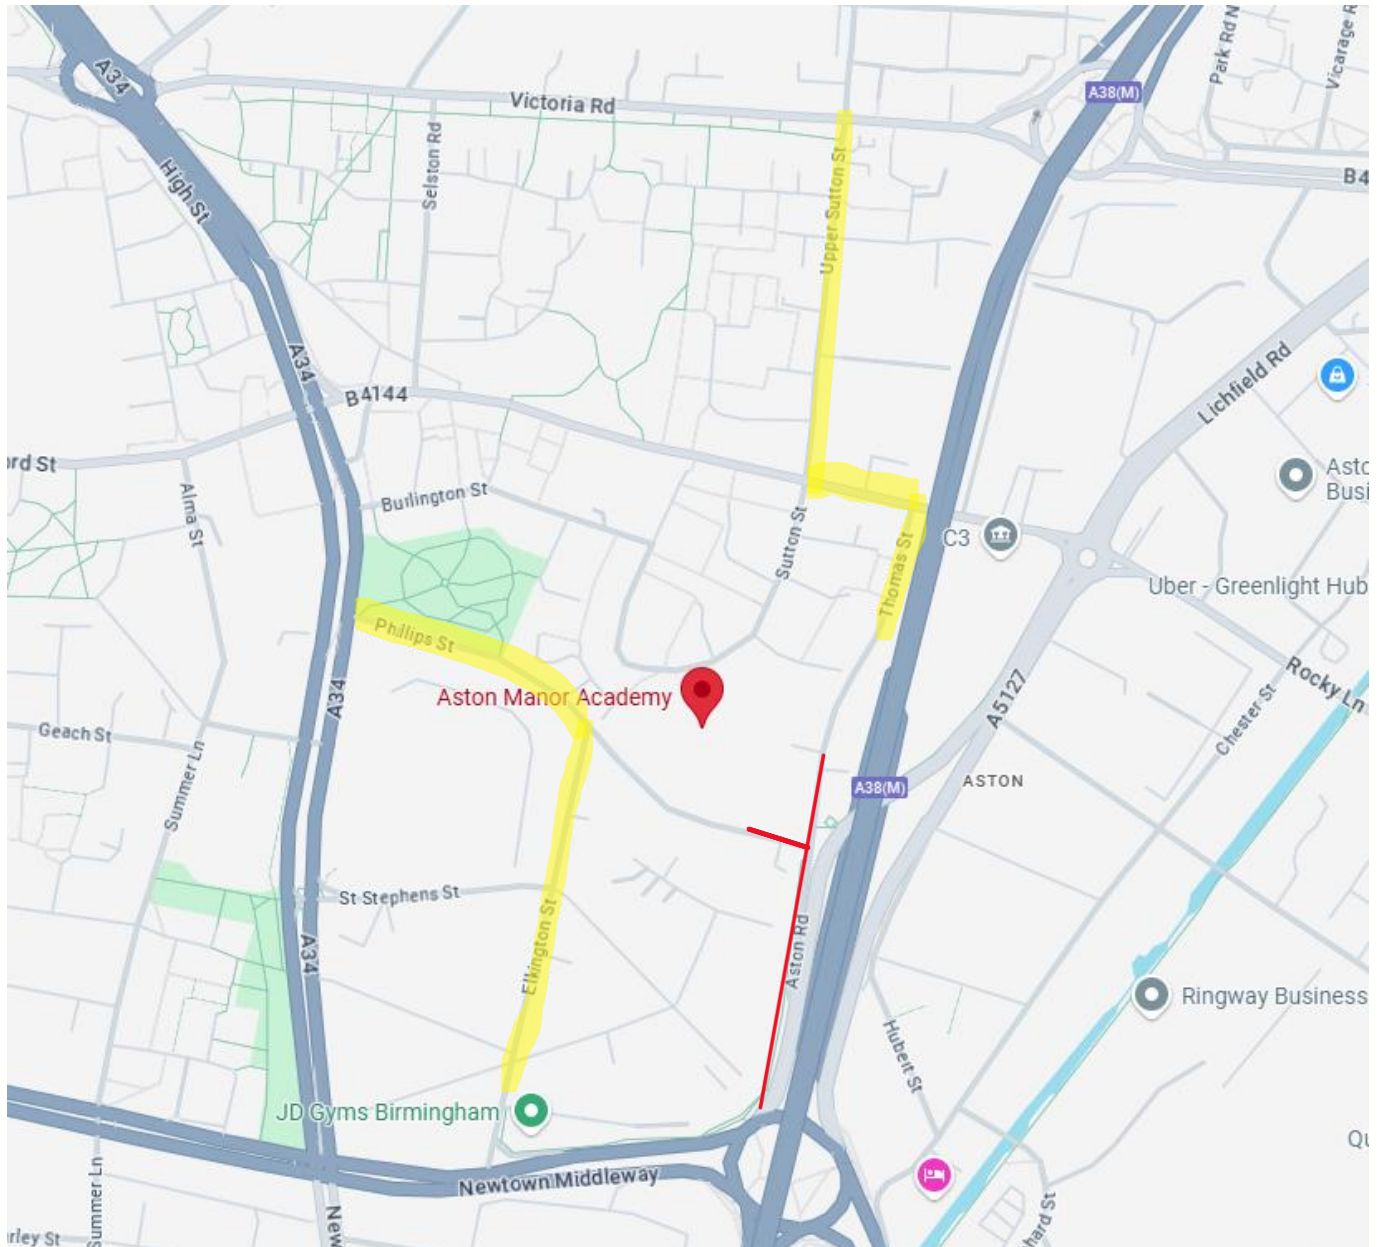 A34
Victoria Rd
A38(M)
Park Rd N
Vicarage R
Selston Rd
High St
B4
Upper Sutton St
A34
B4144
Lichfield Rd
ord St
Alma St
Burlington St
Asto
Busi
Sutton St
Thomas St
C3
Uber - Greenlight Hub
Phillips St
Aston Manor Academy
A34
A5127
Rocky Ln
Chester St
Geach St
Summer Ln
A38(M)
ASTON
St Stephens St
A34
Elkington St
Aston Rd
Ringway Business
Hubert St
JD Gyms Birmingham
Newtown Middleway
Summer Ln
New
rley St
hard St
Qu